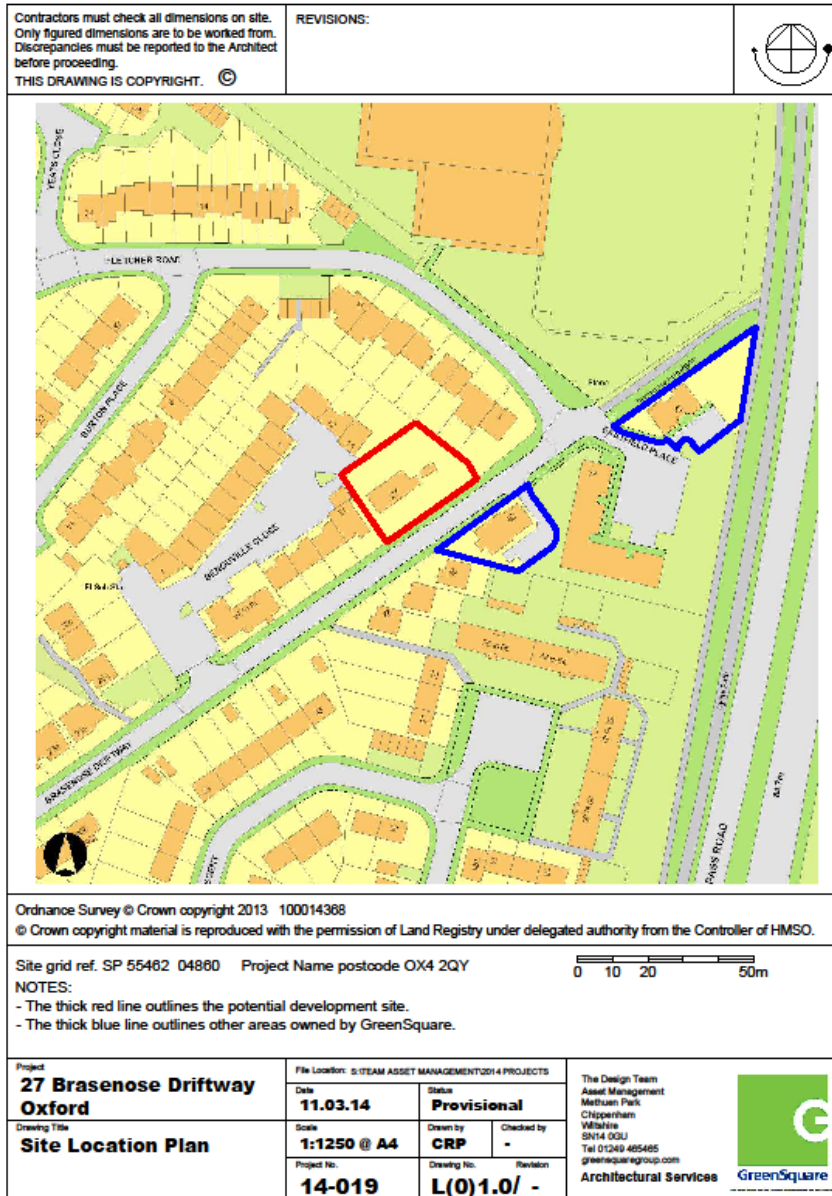 Contractors must check all dimensions on site.
Only figured dimensions are to be worked from.
Discrepancies must be reported to the Architect
before proceeding.
THIS DRAWING IS COPYRIGHT. ©
REVISIONS:
YEATS CLOSE
FLETCHER ROAD
BURTON PLACE
BENOUVILLE CLOSE
EASTFIELD PLACE
El Sub Sta
BRASENOSE DRIFTWAY
PASS ROAD
Ordnance Survey © Crown copyright 2013 100014368
© Crown copyright material is reproduced with the permission of Land Registry under delegated authority from the Controller of HMSO.
Site grid ref. SP 55462 04860 Project Name postcode OX4 2QY
0 10 20 50m
NOTES:
- The thick red line outlines the potential development site.
- The thick blue line outlines other areas owned by GreenSquare.
Project
27 Brasenose Driftway
Oxford
Drawing Title
Site Location Plan
File Location: S:\TEAM ASSET MANAGEMENT\2014 PROJECTS
Date
11.03.14
Status
Provisional
Scale
1:1250 @ A4
Drawn by
CRP
Checked by
-
Project No.
14-019
Drawing No. Revision
L(0)1.0/ -
The Design Team
Asset Management
Methuen Park
Chippenham
Wiltshire
SN14 0GU
Tel 01249 465465
greensquaregroup.com
Architectural Services
G
GreenSquare